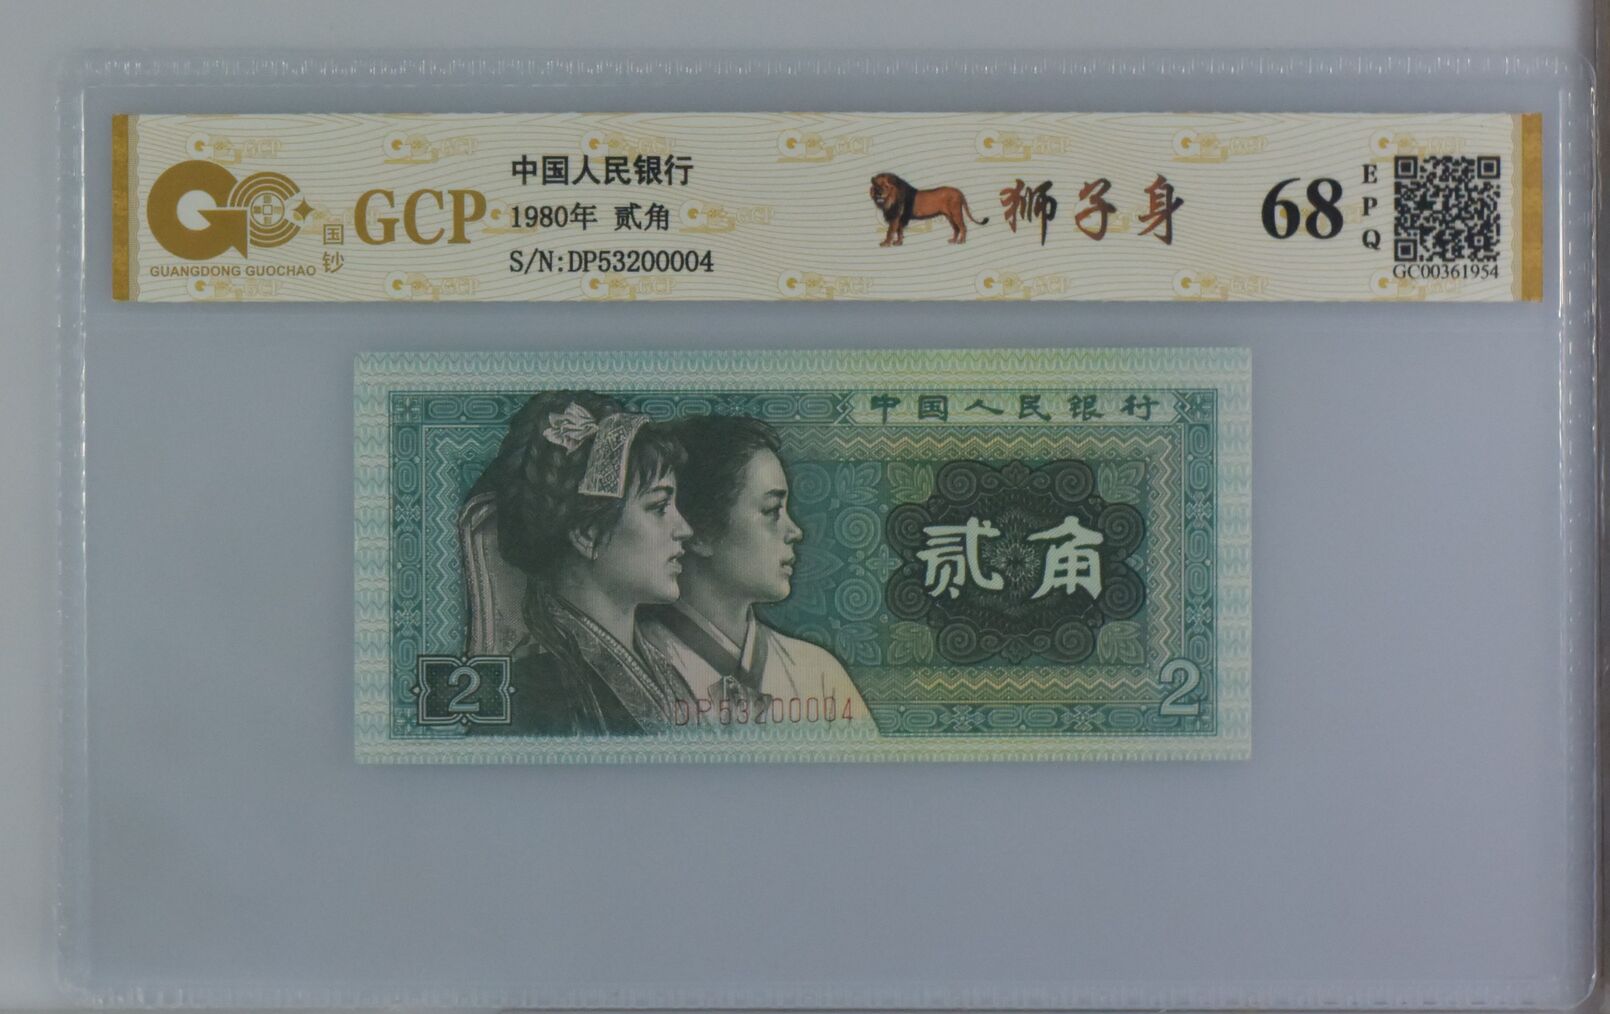 中国人民银行
GCP
国钞
GUANGDONG GUOCHAO
1980年 贰角
S/N:DP53200004
狮子身
68
EPQ
GC00361954
中国人民银行
贰角
2
2
DP53200004